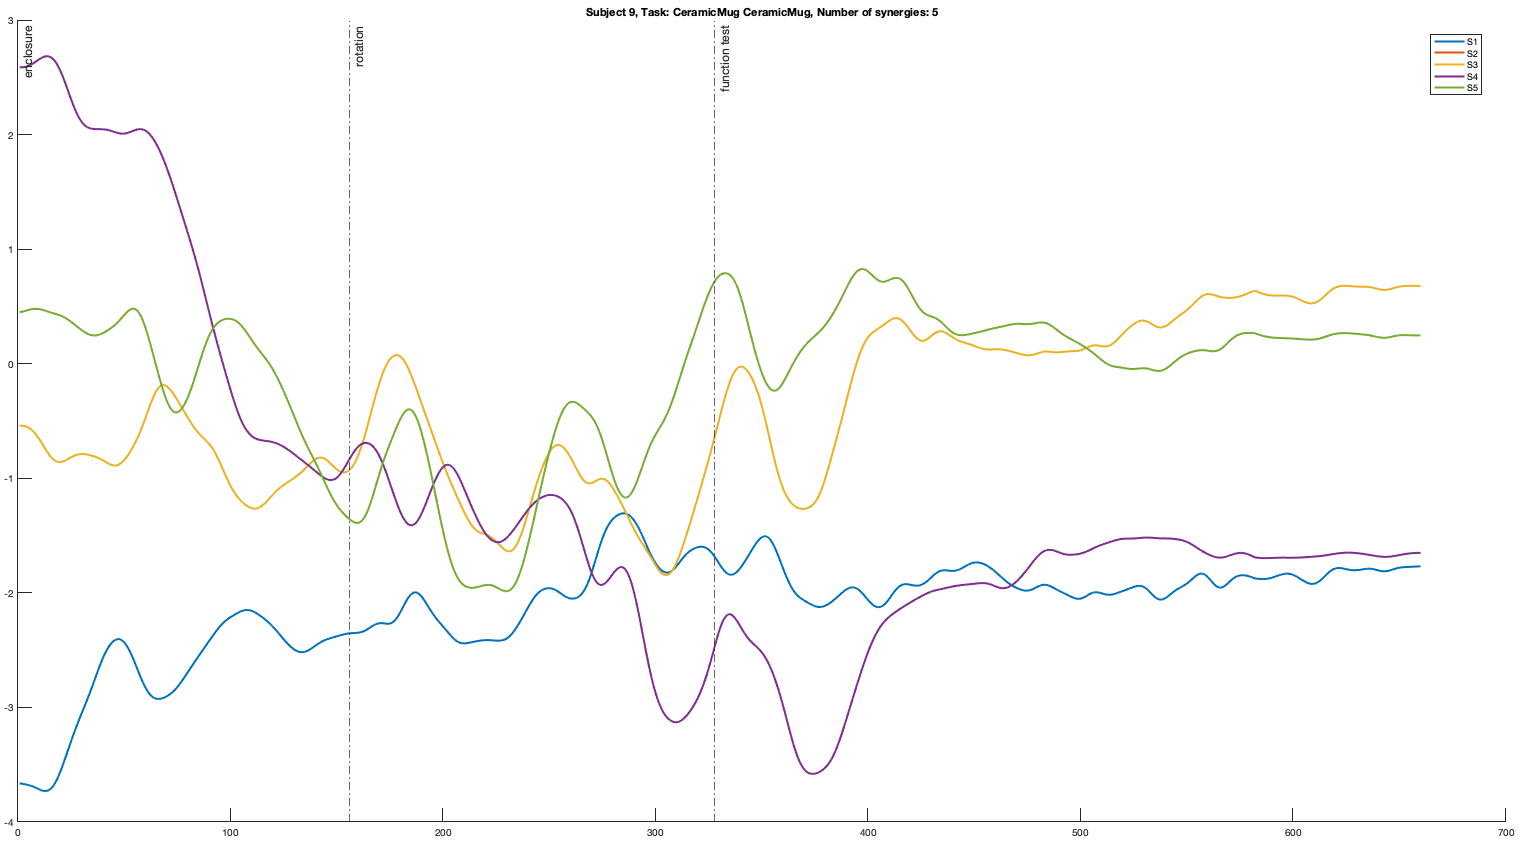 Subject 9, Task: CeramicMug CeramicMug, Number of synergies: 5
enclosure
rotation
function test
S1
S2
S3
S4
S5
3
2
1
0
-1
-2
-3
-4
0 100 200 300 400 500 600 700